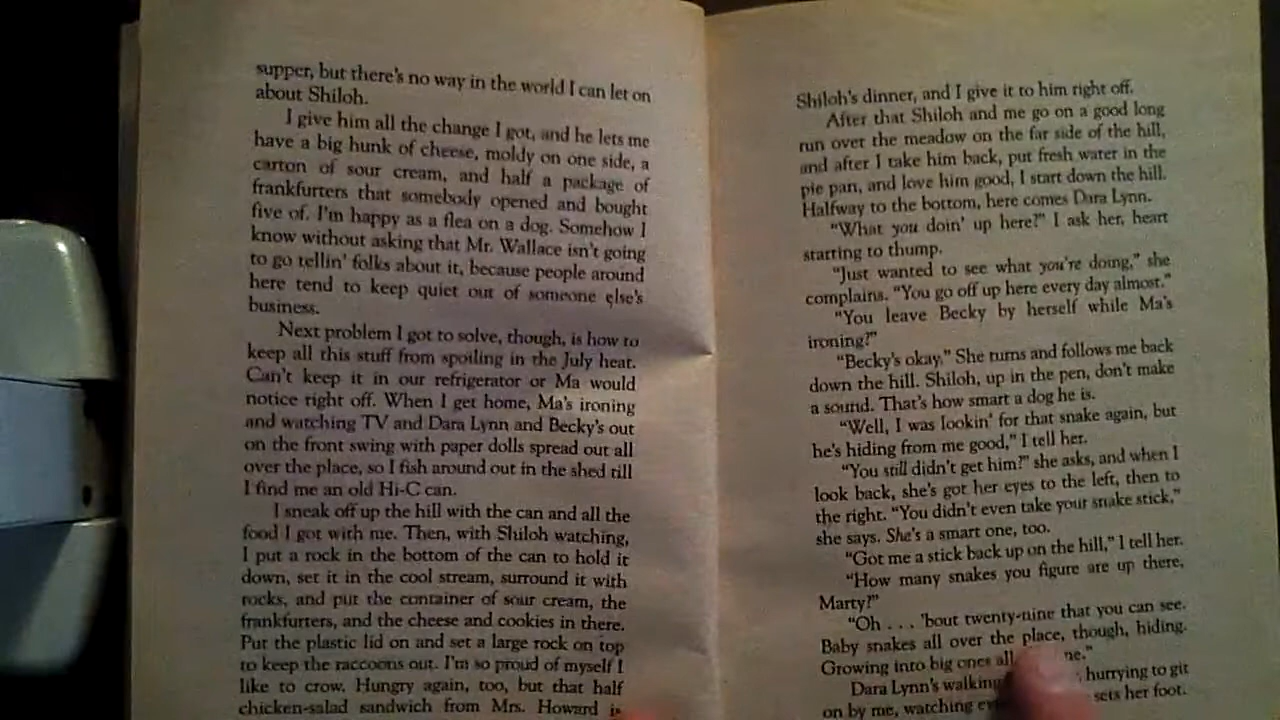 supper, but there's no way in the world I can let on
about Shiloh.
I give him all the change I got, and he lets me
have a big hunk of cheese, moldy on one side, a
carton of sour cream, and half a package of
frankfurters that somebody opened and bought
five of. I'm happy as a flea on a dog. Somehow I
know without asking that Mr. Wallace isn't going
to go tellin' folks about it, because people around
here tend to keep quiet out of someone else's
business.
Next problem I got to solve, though, is how to
keep all this stuff from spoiling in the July heat.
Can't keep it in our refrigerator or Ma would
notice right off. When I get home, Ma's ironing
and watching TV and Dara Lynn and Becky's out
on the front swing with paper dolls spread out all
over the place, so I fish around out in the shed till
I find me an old Hi-C can.
I sneak off up the hill with the can and all the
food I got with me. Then, with Shiloh watching,
I put a rock in the bottom of the can to hold it
down, set it in the cool stream, surround it with
rocks, and put the container of sour cream, the
frankfurters, and the cheese and cookies in there.
Put the plastic lid on and set a large rock on top
to keep the raccoons out. I'm so proud of myself I
like to crow. Hungry again, too, but that half
chicken-salad sandwich from Mrs. Howard is
Shiloh's dinner, and I give it to him right off.
After that Shiloh and me go on a good long
run over the meadow on the far side of the hill,
and after I take him back, put fresh water in the
pie pan, and love him good, I start down the hill.
Halfway to the bottom, here comes Dara Lynn.
"What you doin' up here?" I ask her, heart
starting to thump.
"Just wanted to see what you're doing," she
complains. "You go off up here every day almost."
"You leave Becky by herself while Ma's
ironing?"
"Becky's okay." She turns and follows me back
down the hill. Shiloh, up in the pen, don't make
a sound. That's how smart a dog he is.
"Well, I was lookin' for that snake again, but
he's hiding from me good," I tell her.
"You still didn't get him?" she asks, and when I
look back, she's got her eyes to the left, then to
the right. "You didn't even take your snake stick,"
she says. She's a smart one, too.
"Got me a stick back up on the hill," I tell her.
"How many snakes you figure are up there,
Marty?"
"Oh . . . 'bout twenty-nine that you can see.
Baby snakes all over the place, though, hiding.
Growing into big ones all
Dara Lynn's walking hurrying to git
on by me, watching sets her foot.